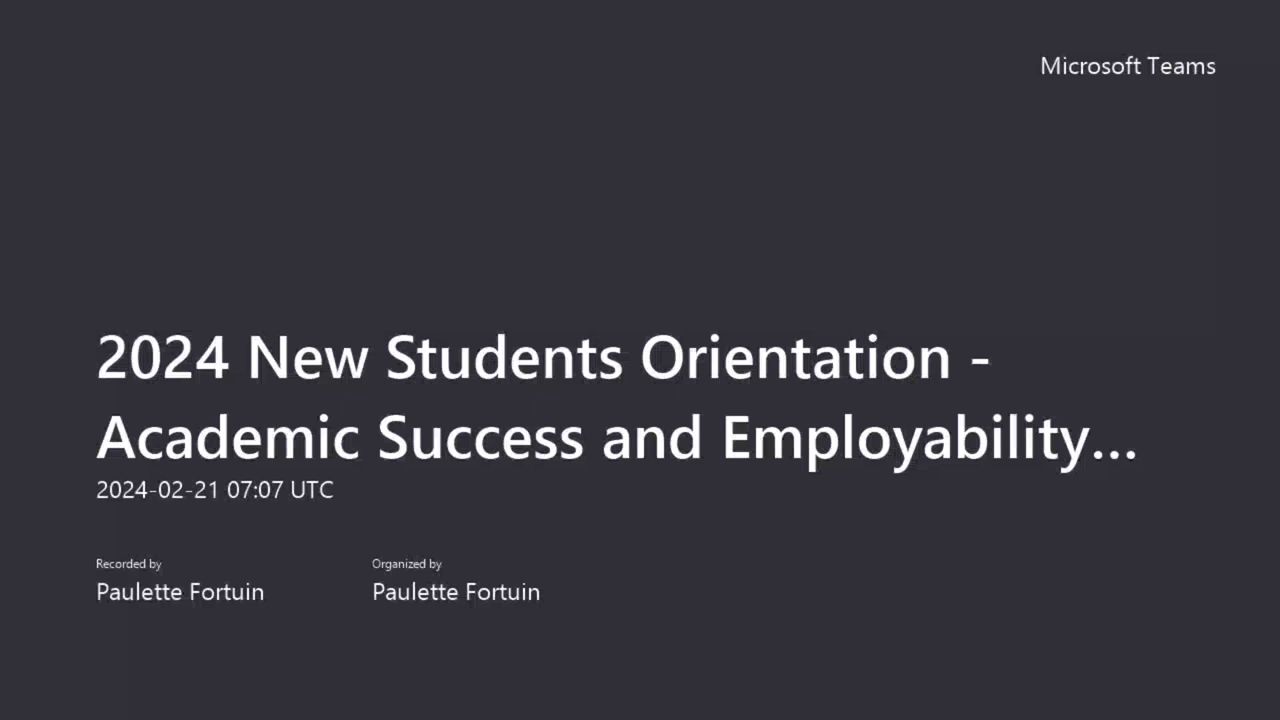 Microsoft Teams
2024 New Students Orientation -
Academic Success and Employability...
2024-02-21 07:07 UTC
Recorded by
Paulette Fortuin
Organized by
Paulette Fortuin